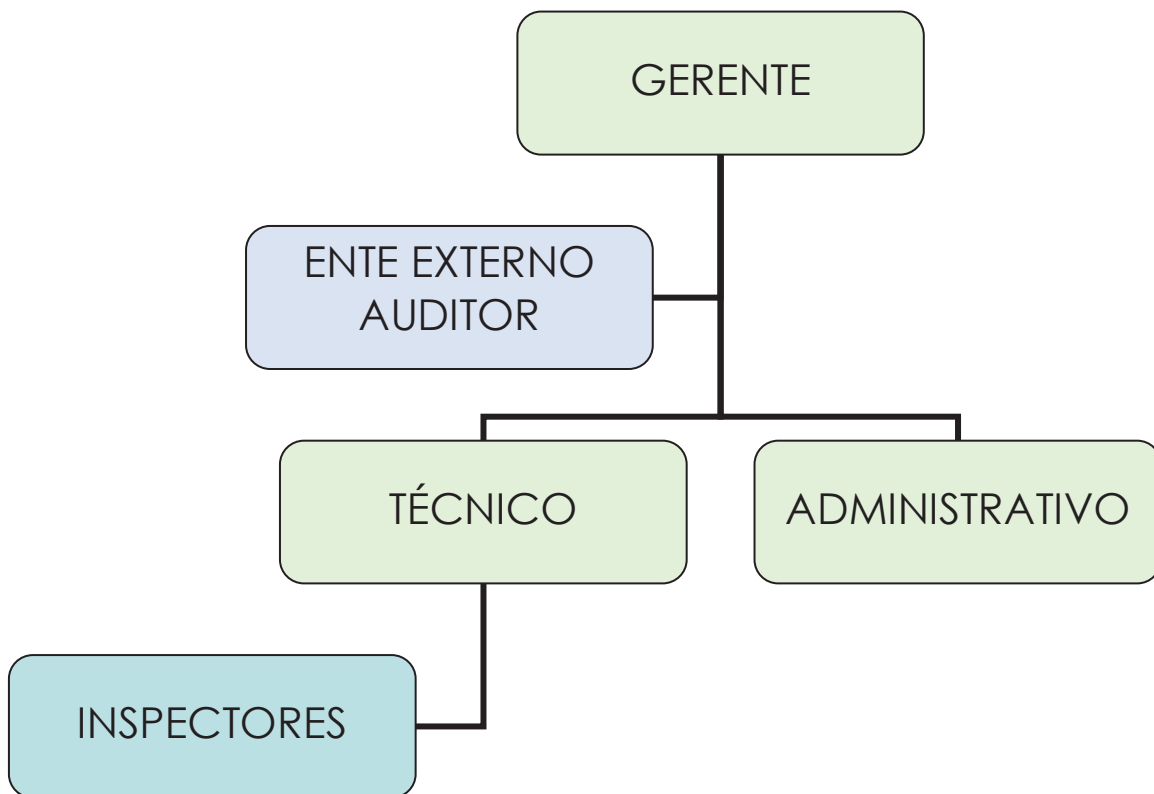 GERENTE
ENTE EXTERNO
AUDITOR
TÉCNICO
ADMINISTRATIVO
INSPECTORES